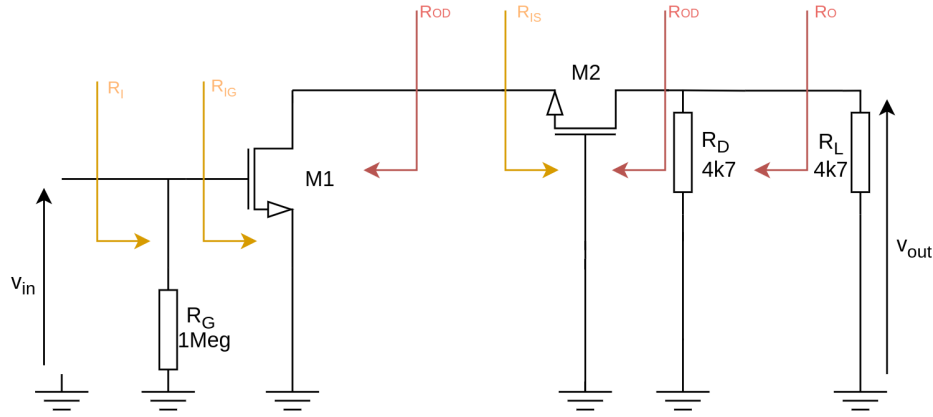 ROD
RIS
ROD
RO
M2
RI
RIG
M1
RD
4k7
RL
4k7
vin
RG
1Meg
vout